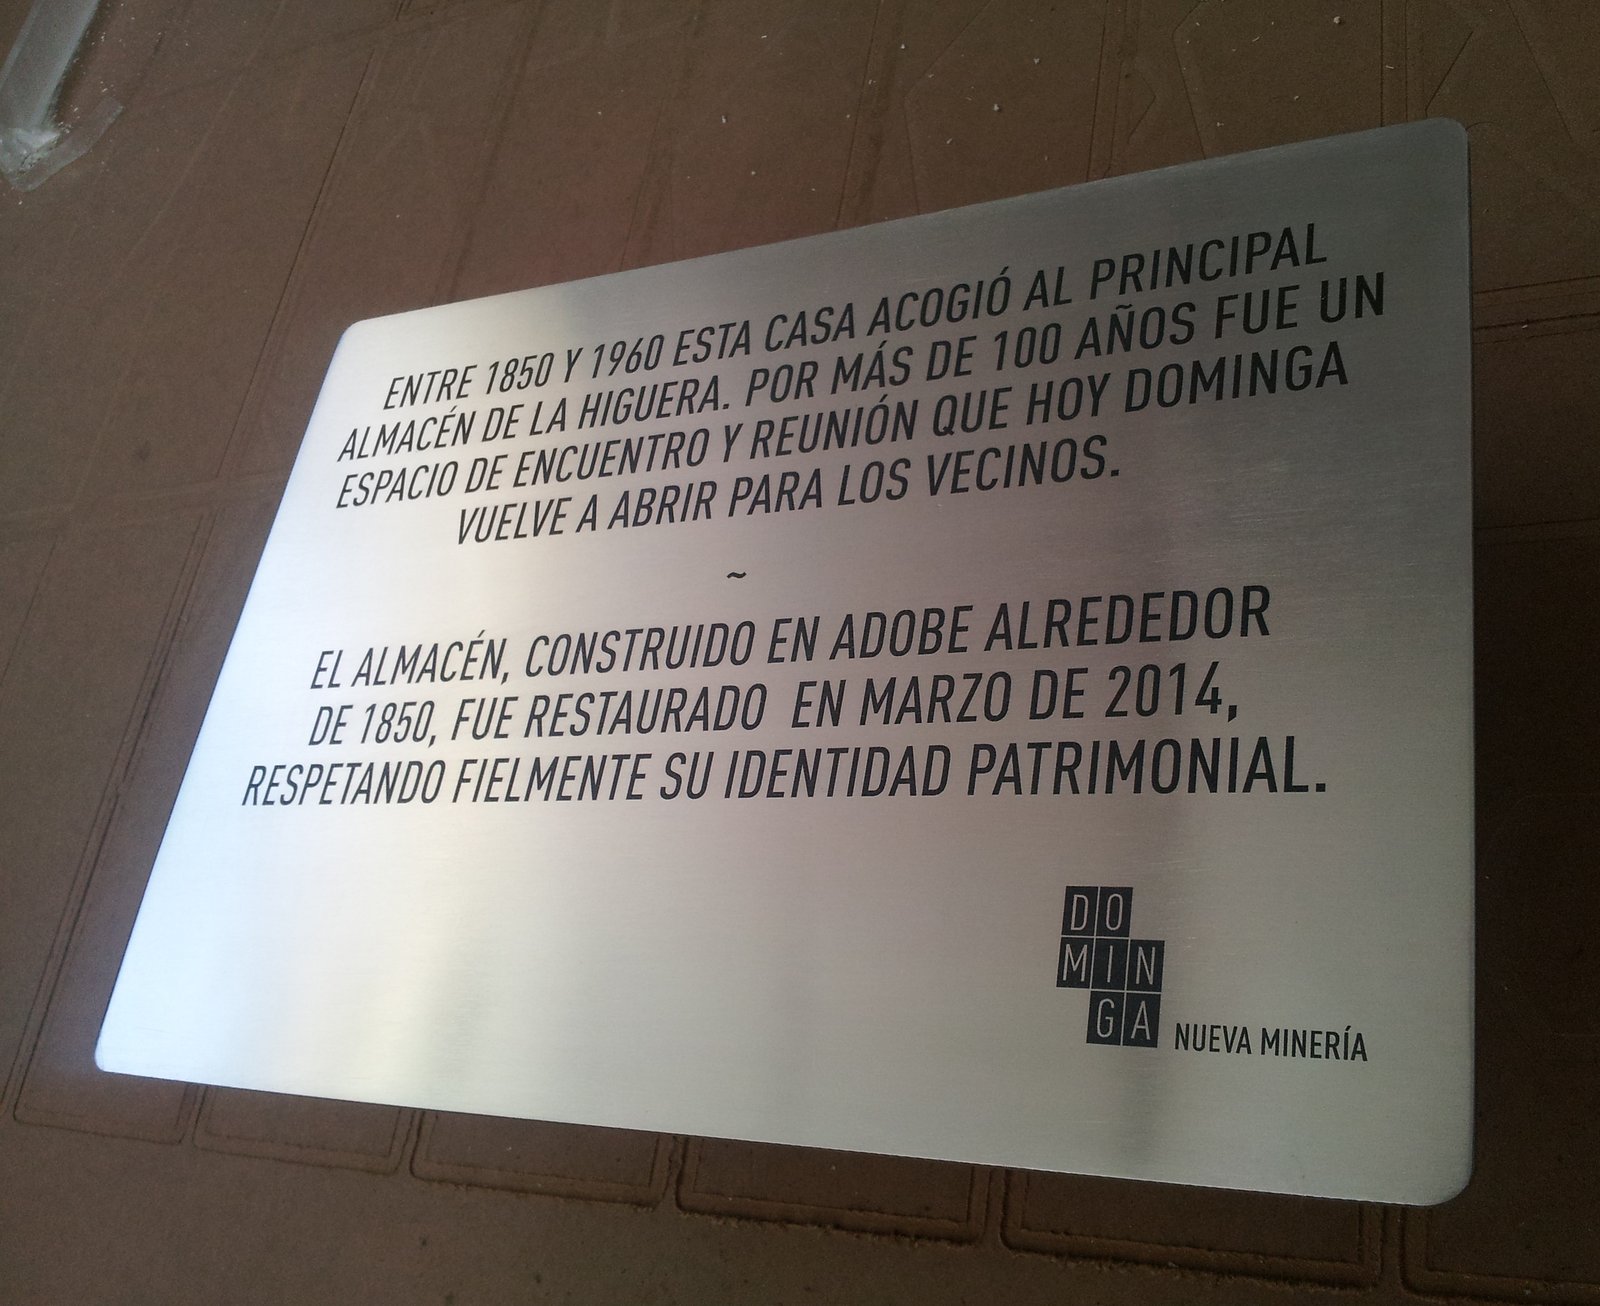 ENTRE 1850 Y 1960 ESTA CASA ACOGIÓ AL PRINCIPAL
ALMACÉN DE LA HIGUERA. POR MÁS DE 100 AÑOS FUE UN
ESPACIO DE ENCUENTRO Y REUNIÓN QUE HOY DOMINGA
VUELVE A ABRIR PARA LOS VECINOS.
~
EL ALMACÉN, CONSTRUIDO EN ADOBE ALREDEDOR
DE 1850, FUE RESTAURADO EN MARZO DE 2014,
RESPETANDO FIELMENTE SU IDENTIDAD PATRIMONIAL.
DO
MIN
GA
NUEVA MINERÍA